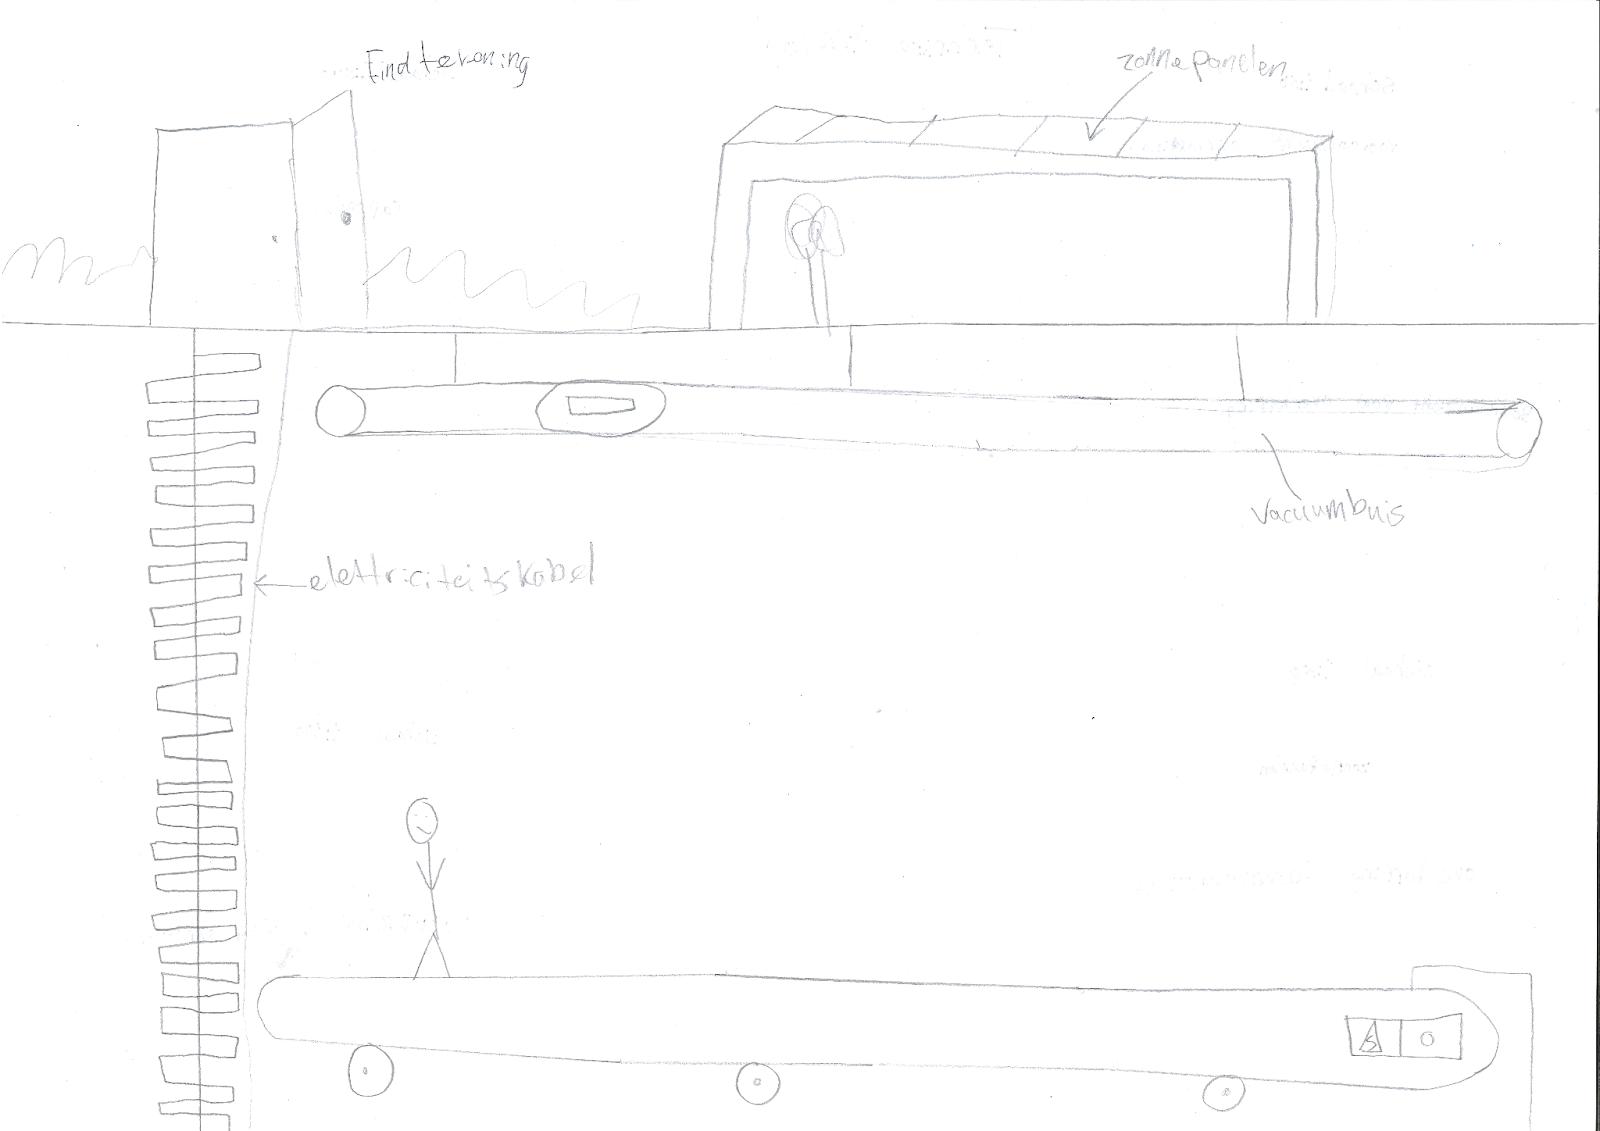 Eindtekening
zonnepanelen
vacuumbuis
elettriciteitskabel